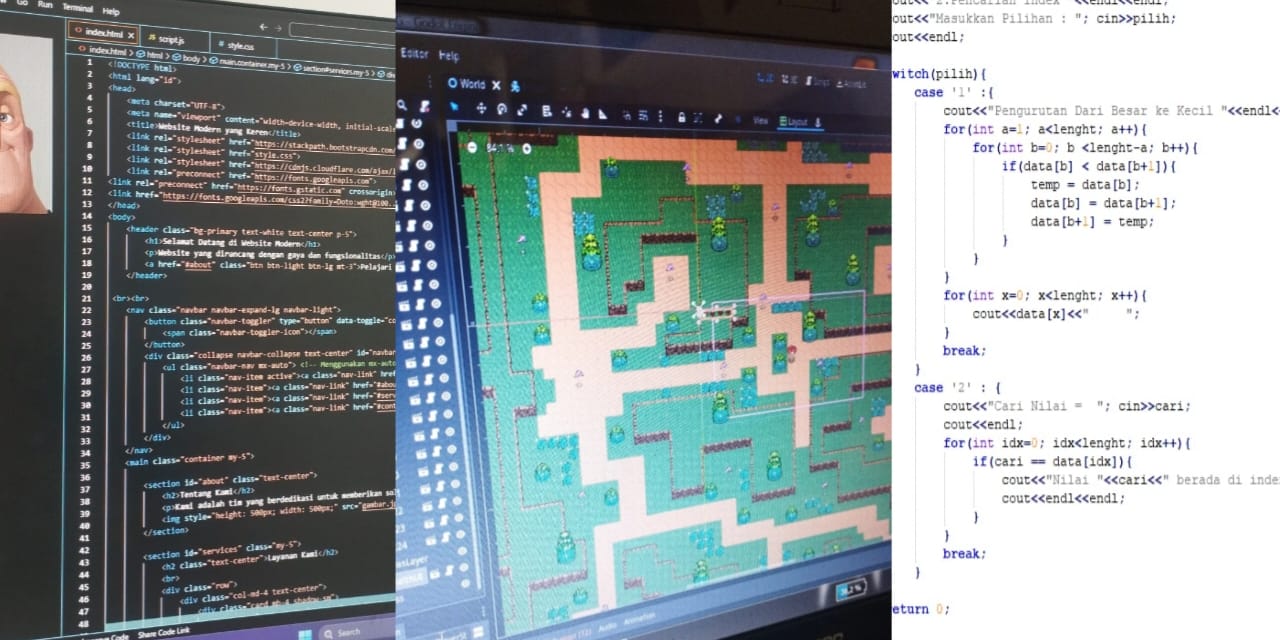 Go Run Terminal Help
index.html X script.js style.css
index.html > html > body > main.container.my-5 > section#services.my-5 >
1 <!DOCTYPE html>
2 <html lang="id">
3 <head>
4 <meta charset="UTF-8">
5 <meta name="viewport" content="width=device-width, initial-scale
6 <title>Website Modern yang Keren</title>
7 <link rel="stylesheet" href="https://stackpath.bootstrapcdn.com/
8 <link rel="stylesheet" href="style.css">
9 <link rel="stylesheet" href="https://cdnjs.cloudflare.com/ajax/l
10 <link rel="preconnect" href="https://fonts.googleapis.com">
11 <link rel="preconnect" href="https://fonts.gstatic.com" crossorigin>
12 <link href="https://fonts.googleapis.com/css2?family=Doto:wght@100..
13 </head>
14 <body>
15 <header class="bg-primary text-white text-center p-5">
16 <h1>Selamat Datang di Website Modern</h1>
17 <p>Website yang dirancang dengan gaya dan fungsionalitas</p>
18 <a href="#about" class="btn btn-light btn-lg mt-3">Pelajari
19 </header>
20
21 <br><br>
22 <nav class="navbar navbar-expand-lg navbar-light">
23 <button class="navbar-toggler" type="button" data-toggle="co
24 <span class="navbar-toggler-icon"></span>
25 </button>
26 <div class="collapse navbar-collapse text-center" id="navbar
27 <ul class="navbar-nav mx-auto"> <!-- Menggunakan mx-auto
28 <li class="nav-item active"><a class="nav-link" href
29 <li class="nav-item"><a class="nav-link" href="#abou
30 <li class="nav-item"><a class="nav-link" href="#serv
31 <li class="nav-item"><a class="nav-link" href="#cont
32 </ul>
33 </div>
34 </nav>
35 <main class="container my-5">
36
37 <section id="about" class="text-center">
38 <h2>Tentang Kami</h2>
39 <p>Kami adalah tim yang berdedikasi untuk memberikan sol
40 <img style="height: 500px; width: 500px;" src="gambar.j
41 </section>
42
43 <section id="services" class="my-5">
44 <h2 class="text-center">Layanan Kami</h2>
45 <br>
46 <div class="row">
47 <div class="col-md-4 text-center">
48 <div class="card mb-4 shadow-sm">
Code Share Code Link
Search
Editor Help
World X
View Layout
84.1 %
Audio Animation
out<<"2.Pencarian Index "<<endl<<endl;
out<<"Masukkan Pilihan : "; cin>>pilih;
out<<endl;
witch(pilih){
case '1' :{
cout<<"Pengurutan Dari Besar ke Kecil "<<endl<
for(int a=1; a<lenght; a++){
for(int b=0; b <lenght-a; b++){
if(data[b] < data[b+1]){
temp = data[b];
data[b] = data[b+1];
data[b+1] = temp;
}
}
}
for(int x=0; x<lenght; x++){
cout<<data[x]<<" ";
}
break;
}
case '2' : {
cout<<"Cari Nilai = "; cin>>cari;
cout<<endl;
for(int idx=0; idx<lenght; idx++){
if(cari == data[idx]){
cout<<"Nilai "<<cari<<" berada di inde
cout<<endl<<endl;
}
}
break;
}
eturn 0;